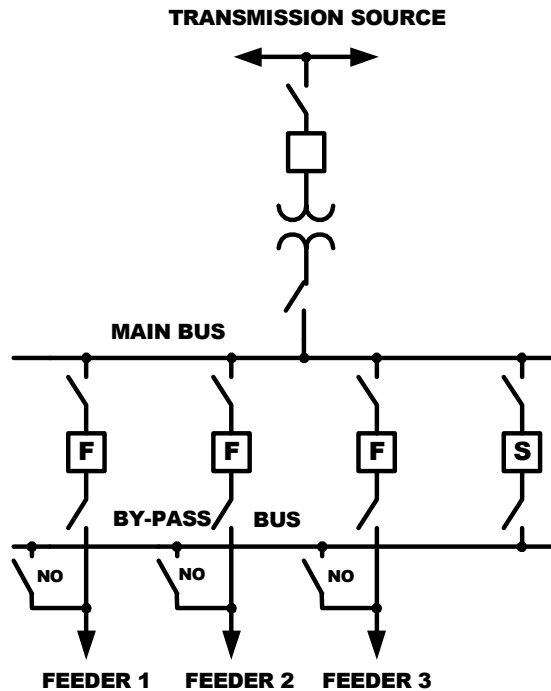 TRANSMISSION SOURCE
MAIN BUS
F F F S
BY-PASS BUS
NO NO NO
FEEDER 1 FEEDER 2 FEEDER 3